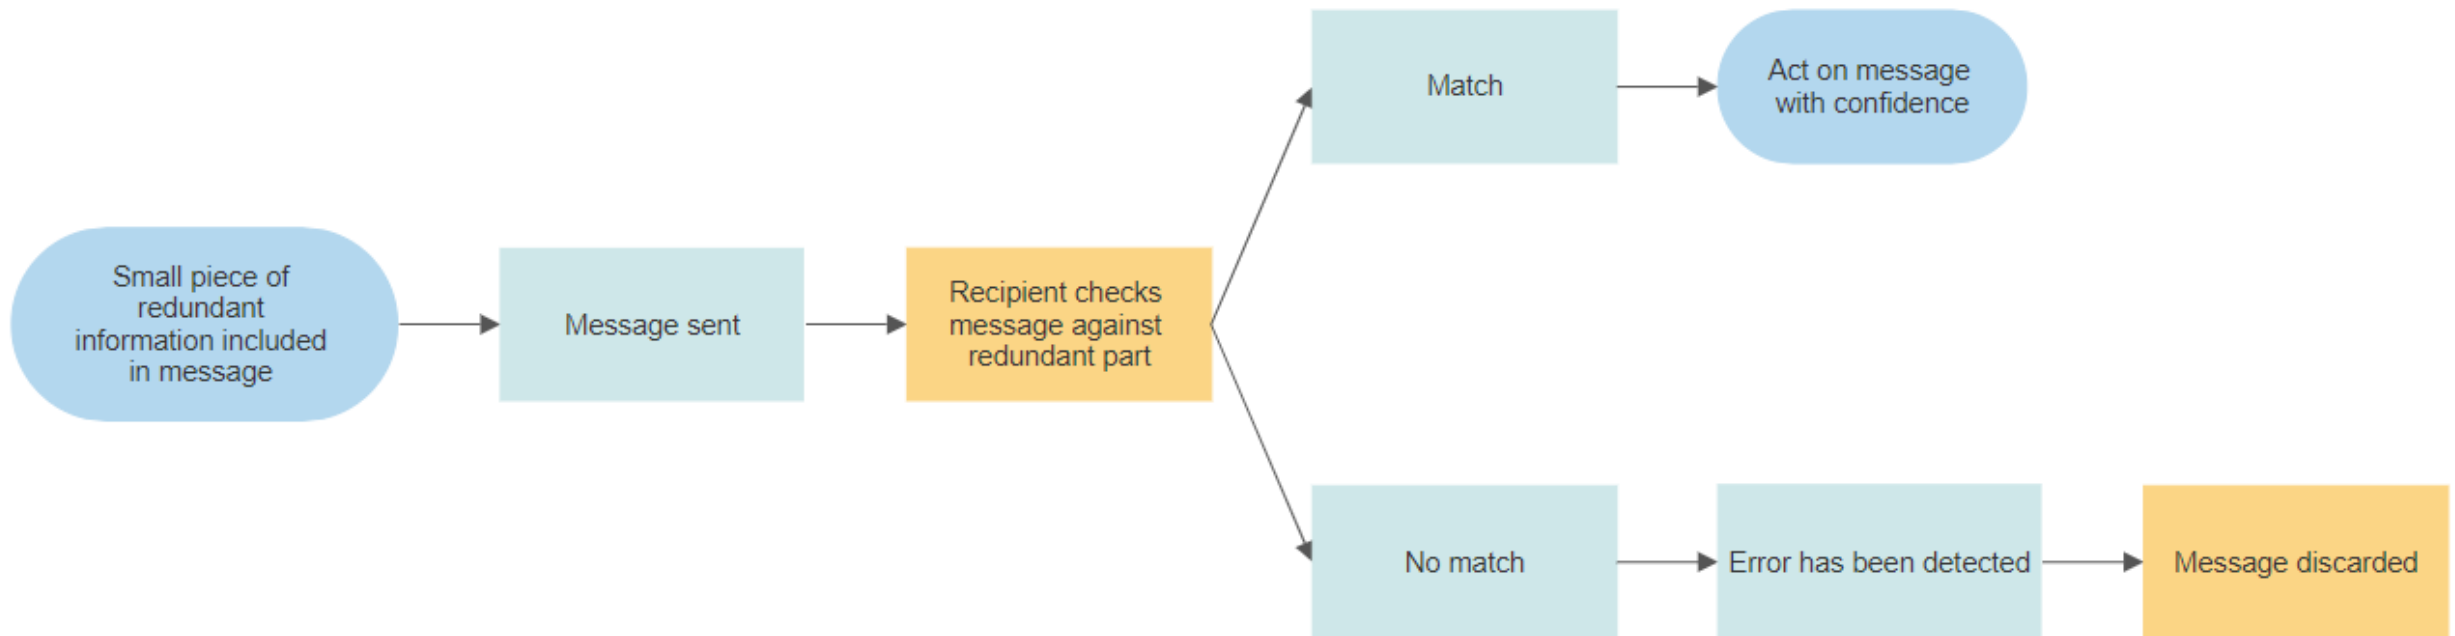 Small piece of
redundant
information included
in message
Message sent
Recipient checks
message against
redundant part
Match
Act on message
with confidence
No match
Error has been detected
Message discarded